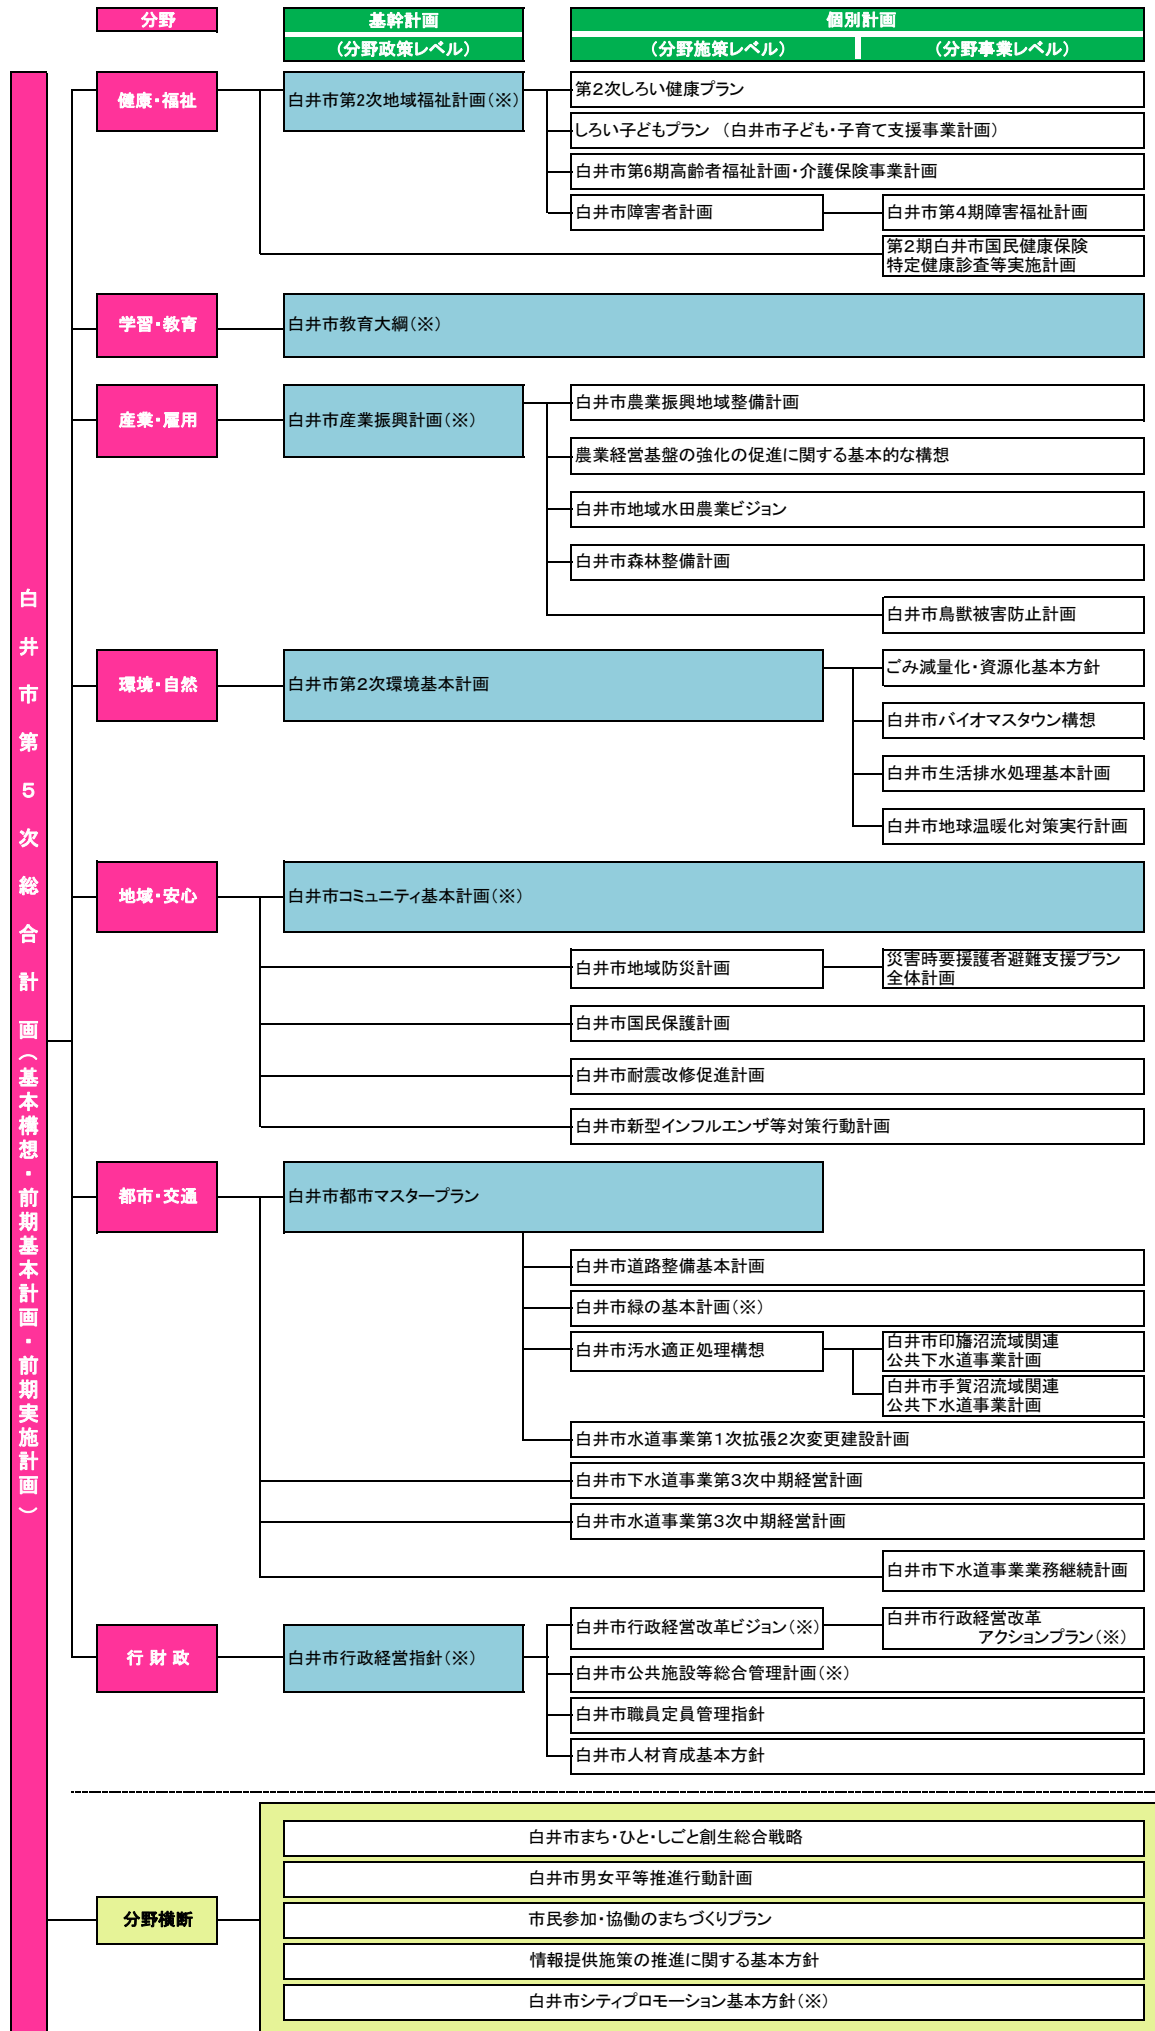 分野
基幹計画
個別計画
(分野政策レベル)
(分野施策レベル)
(分野事業レベル)
白井市第５次総合計画(基本構想・前期基本計画・前期実施計画)
健康・福祉
白井市第2次地域福祉計画(※)
第２次しろい健康プラン
しろい子どもプラン （白井市子ども・子育て支援事業計画）
白井市第6期高齢者福祉計画・介護保険事業計画
白井市障害者計画
白井市第４期障害福祉計画
第２期白井市国民健康保険
特定健康診査等実施計画
学習・教育
白井市教育大綱(※)
産業・雇用
白井市産業振興計画(※)
白井市農業振興地域整備計画
農業経営基盤の強化の促進に関する基本的な構想
白井市地域水田農業ビジョン
白井市森林整備計画
白井市鳥獣被害防止計画
環境・自然
白井市第２次環境基本計画
ごみ減量化・資源化基本方針
白井市バイオマスタウン構想
白井市生活排水処理基本計画
白井市地球温暖化対策実行計画
地域・安心
白井市コミュニティ基本計画(※)
白井市地域防災計画
災害時要援護者避難支援プラン
全体計画
白井市国民保護計画
白井市耐震改修促進計画
白井市新型インフルエンザ等対策行動計画
都市・交通
白井市都市マスタープラン
白井市道路整備基本計画
白井市緑の基本計画(※)
白井市汚水適正処理構想
白井市印旛沼流域関連
公共下水道事業計画
白井市手賀沼流域関連
公共下水道事業計画
白井市水道事業第１次拡張２次変更建設計画
白井市下水道事業第３次中期経営計画
白井市水道事業第３次中期経営計画
白井市下水道事業業務継続計画
行 財 政
白井市行政経営指針(※)
白井市行政経営改革ビジョン(※)
白井市行政経営改革
アクションプラン(※)
白井市公共施設等総合管理計画(※)
白井市職員定員管理指針
白井市人材育成基本方針
分野横断
白井市まち・ひと・しごと創生総合戦略
白井市男女平等推進行動計画
市民参加・協働のまちづくりプラン
情報提供施策の推進に関する基本方針
白井市シティプロモーション基本方針(※)